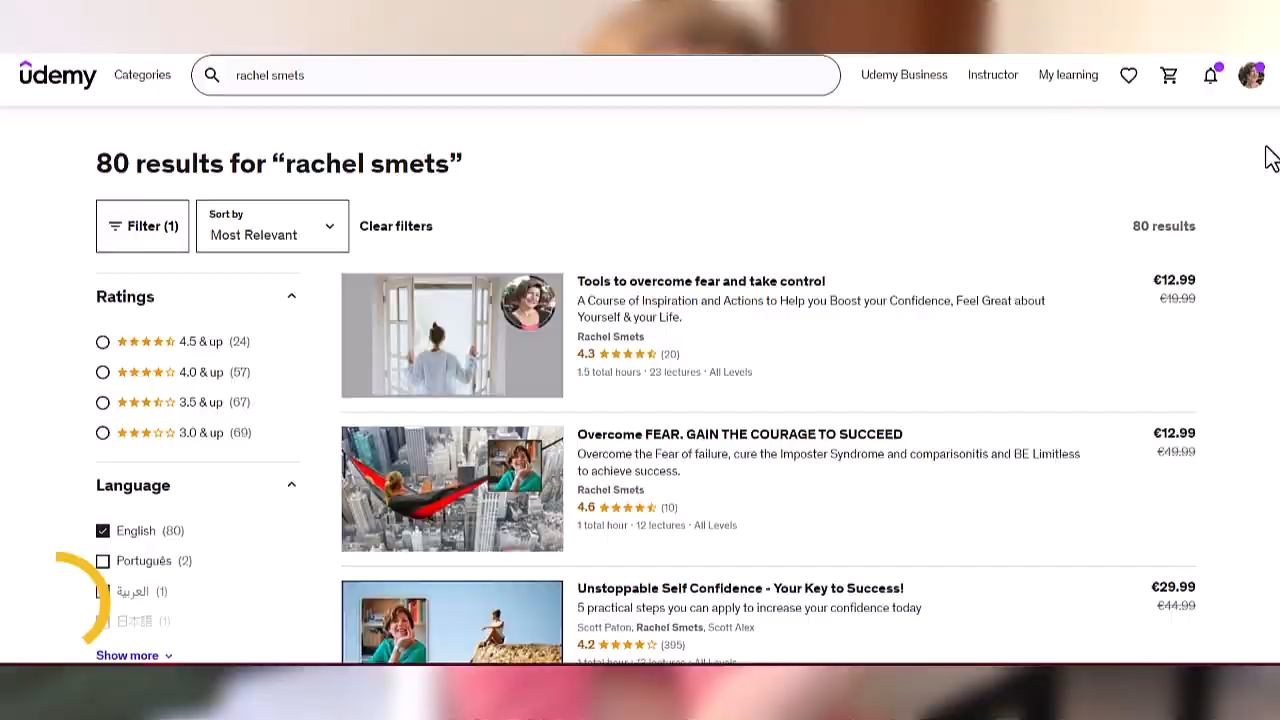 udemy
Categories
rachel smets
Udemy Business
Instructor
My learning
80 results for “rachel smets”
Filter (1)
Sort by
Most Relevant
Clear filters
80 results
Ratings
4.5 & up (24)
4.0 & up (57)
3.5 & up (67)
3.0 & up (69)
Language
English (80)
Português (2)
العربية (1)
日本語 (1)
Show more
Tools to overcome fear and take control
€12.99
A Course of Inspiration and Actions to Help you Boost your Confidence, Feel Great about
€19.99
Yourself & your Life.
Rachel Smets
4.3 (20)
1.5 total hours · 23 lectures · All Levels
Overcome FEAR. GAIN THE COURAGE TO SUCCEED
€12.99
Overcome the Fear of failure, cure the Imposter Syndrome and comparisonitis and BE Limitless
€49.99
to achieve success.
Rachel Smets
4.6 (10)
1 total hour · 12 lectures · All Levels
Unstoppable Self Confidence - Your Key to Success!
€29.99
5 practical steps you can apply to increase your confidence today
€44.99
Scott Paton, Rachel Smets, Scott Alex
4.2 (395)